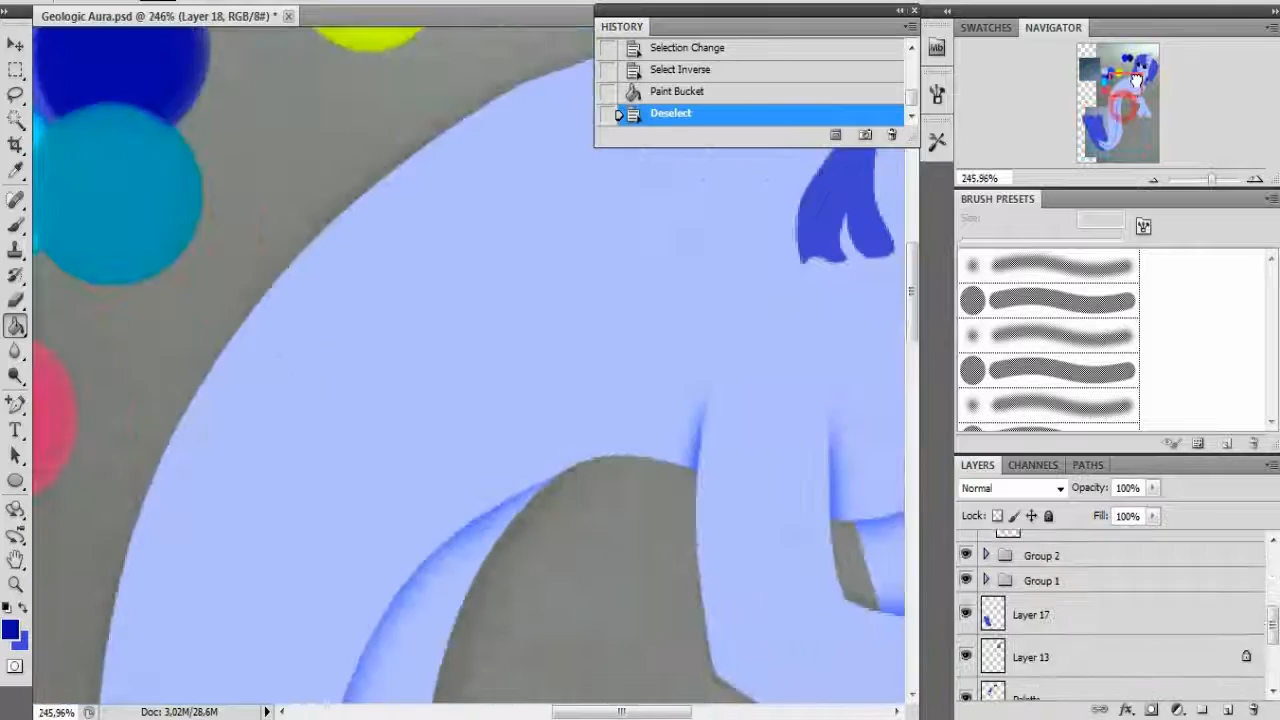 Geologic Aura.psd @ 246% (Layer 18, RGB/8#) *
HISTORY
Selection Change
Select Inverse
Paint Bucket
Deselect
Mb
SWATCHES NAVIGATOR
245.96%
BRUSH PRESETS
Size:
LAYERS CHANNELS PATHS
Normal Opacity: 100%
Lock: Fill: 100%
Group 2
Group 1
Layer 17
Layer 13
Palette
T
245,96% Doc: 3,02M/28,6M